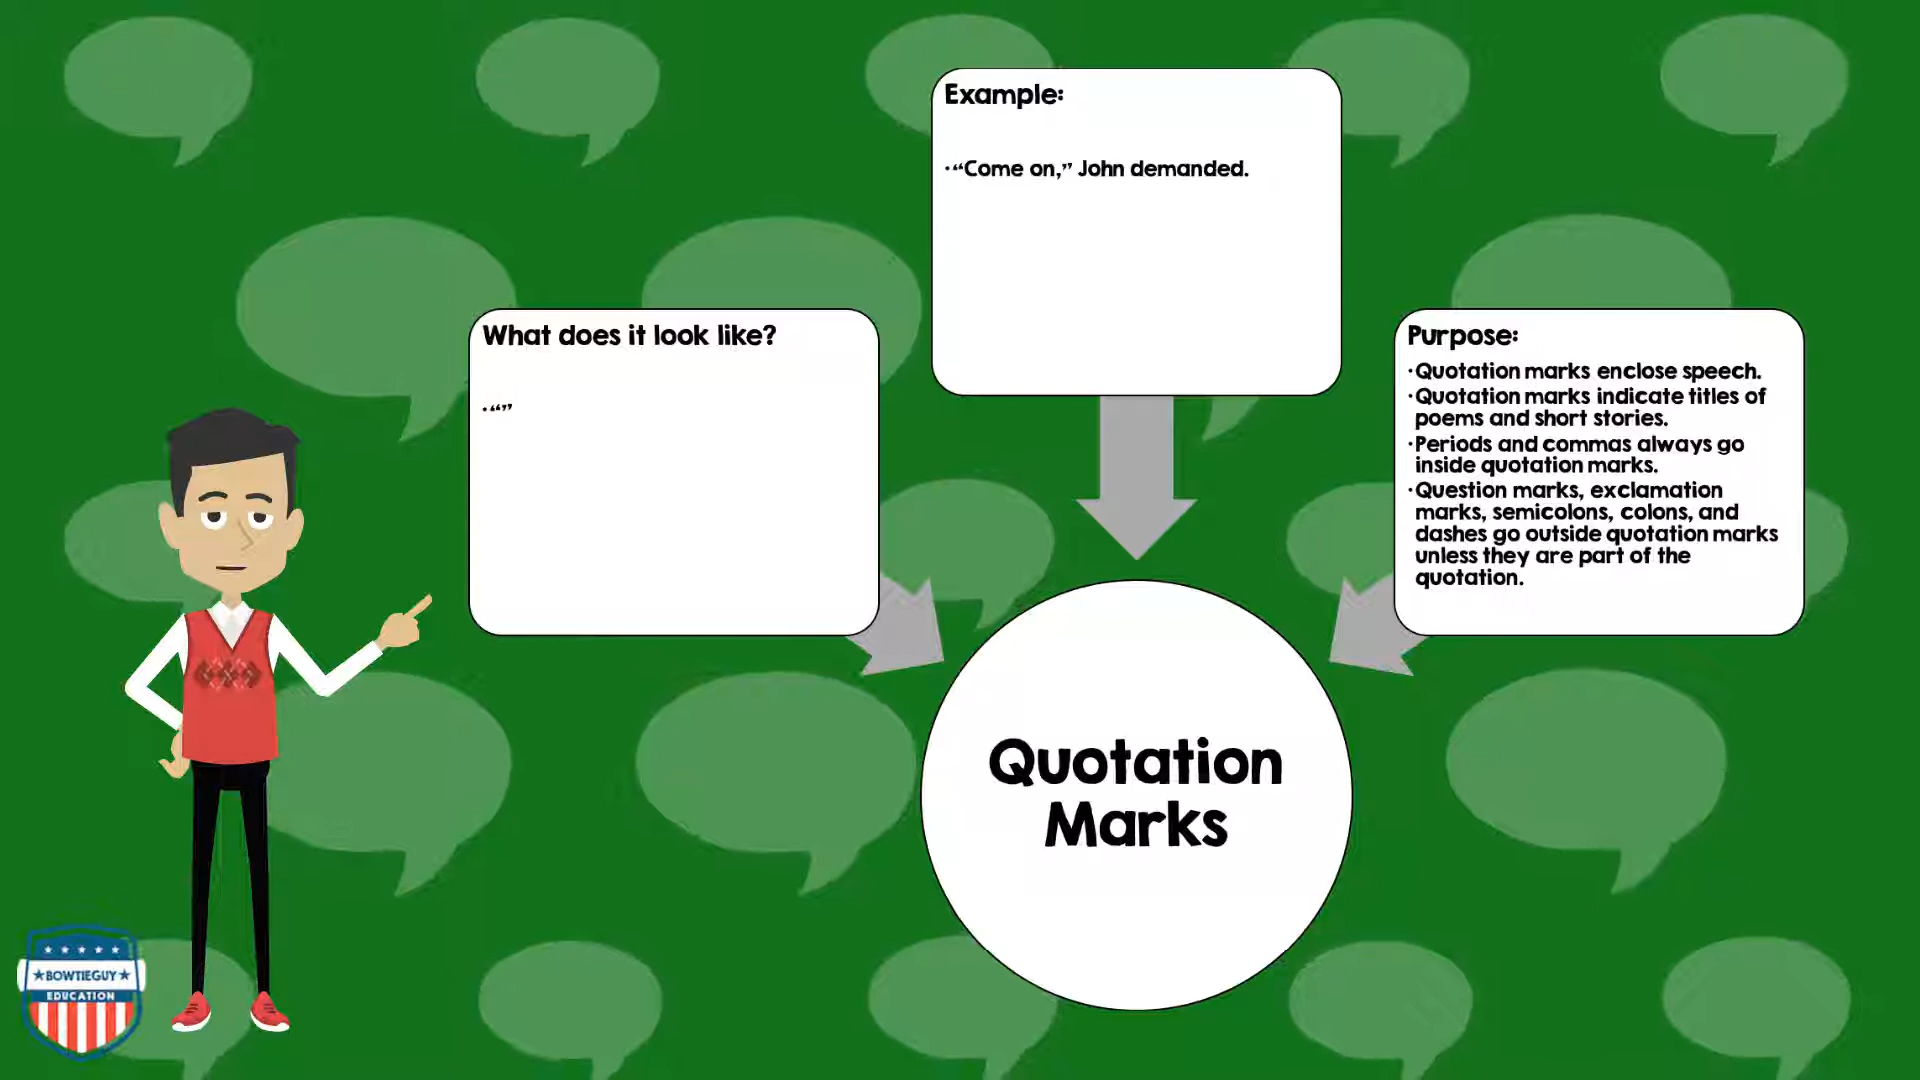 Example:
•“Come on,” John demanded.
What does it look like?
•“”
Purpose:
•Quotation marks enclose speech.
•Quotation marks indicate titles of
poems and short stories.
•Periods and commas always go
inside quotation marks.
•Question marks, exclamation
marks, semicolons, colons, and
dashes go outside quotation marks
unless they are part of the
quotation.
Quotation
Marks
BOWTIEGUY
EDUCATION